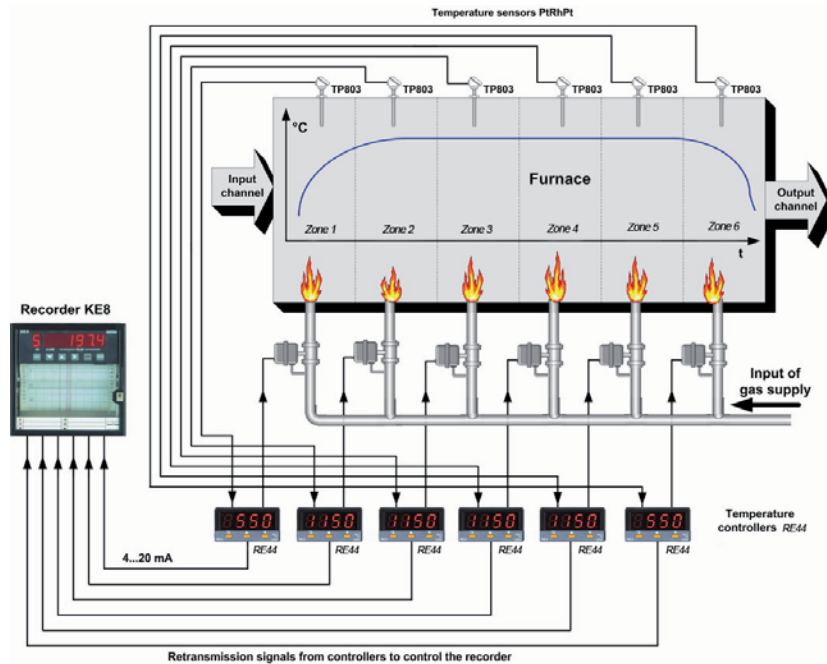 Temperature sensors PtRhPt
TP803
TP803
TP803
TP803
TP803
TP803
°C
Input
channel
Furnace
Output
channel
Zone 1
Zone 2
Zone 3
Zone 4
Zone 5
Zone 6
t
Recorder KE8
5 197.4
Input of
gas supply
550
1150
1150
1150
1150
550
Temperature
controllers RE44
RE44
RE44
RE44
RE44
RE44
RE44
4...20 mA
Retransmission signals from controllers to control the recorder